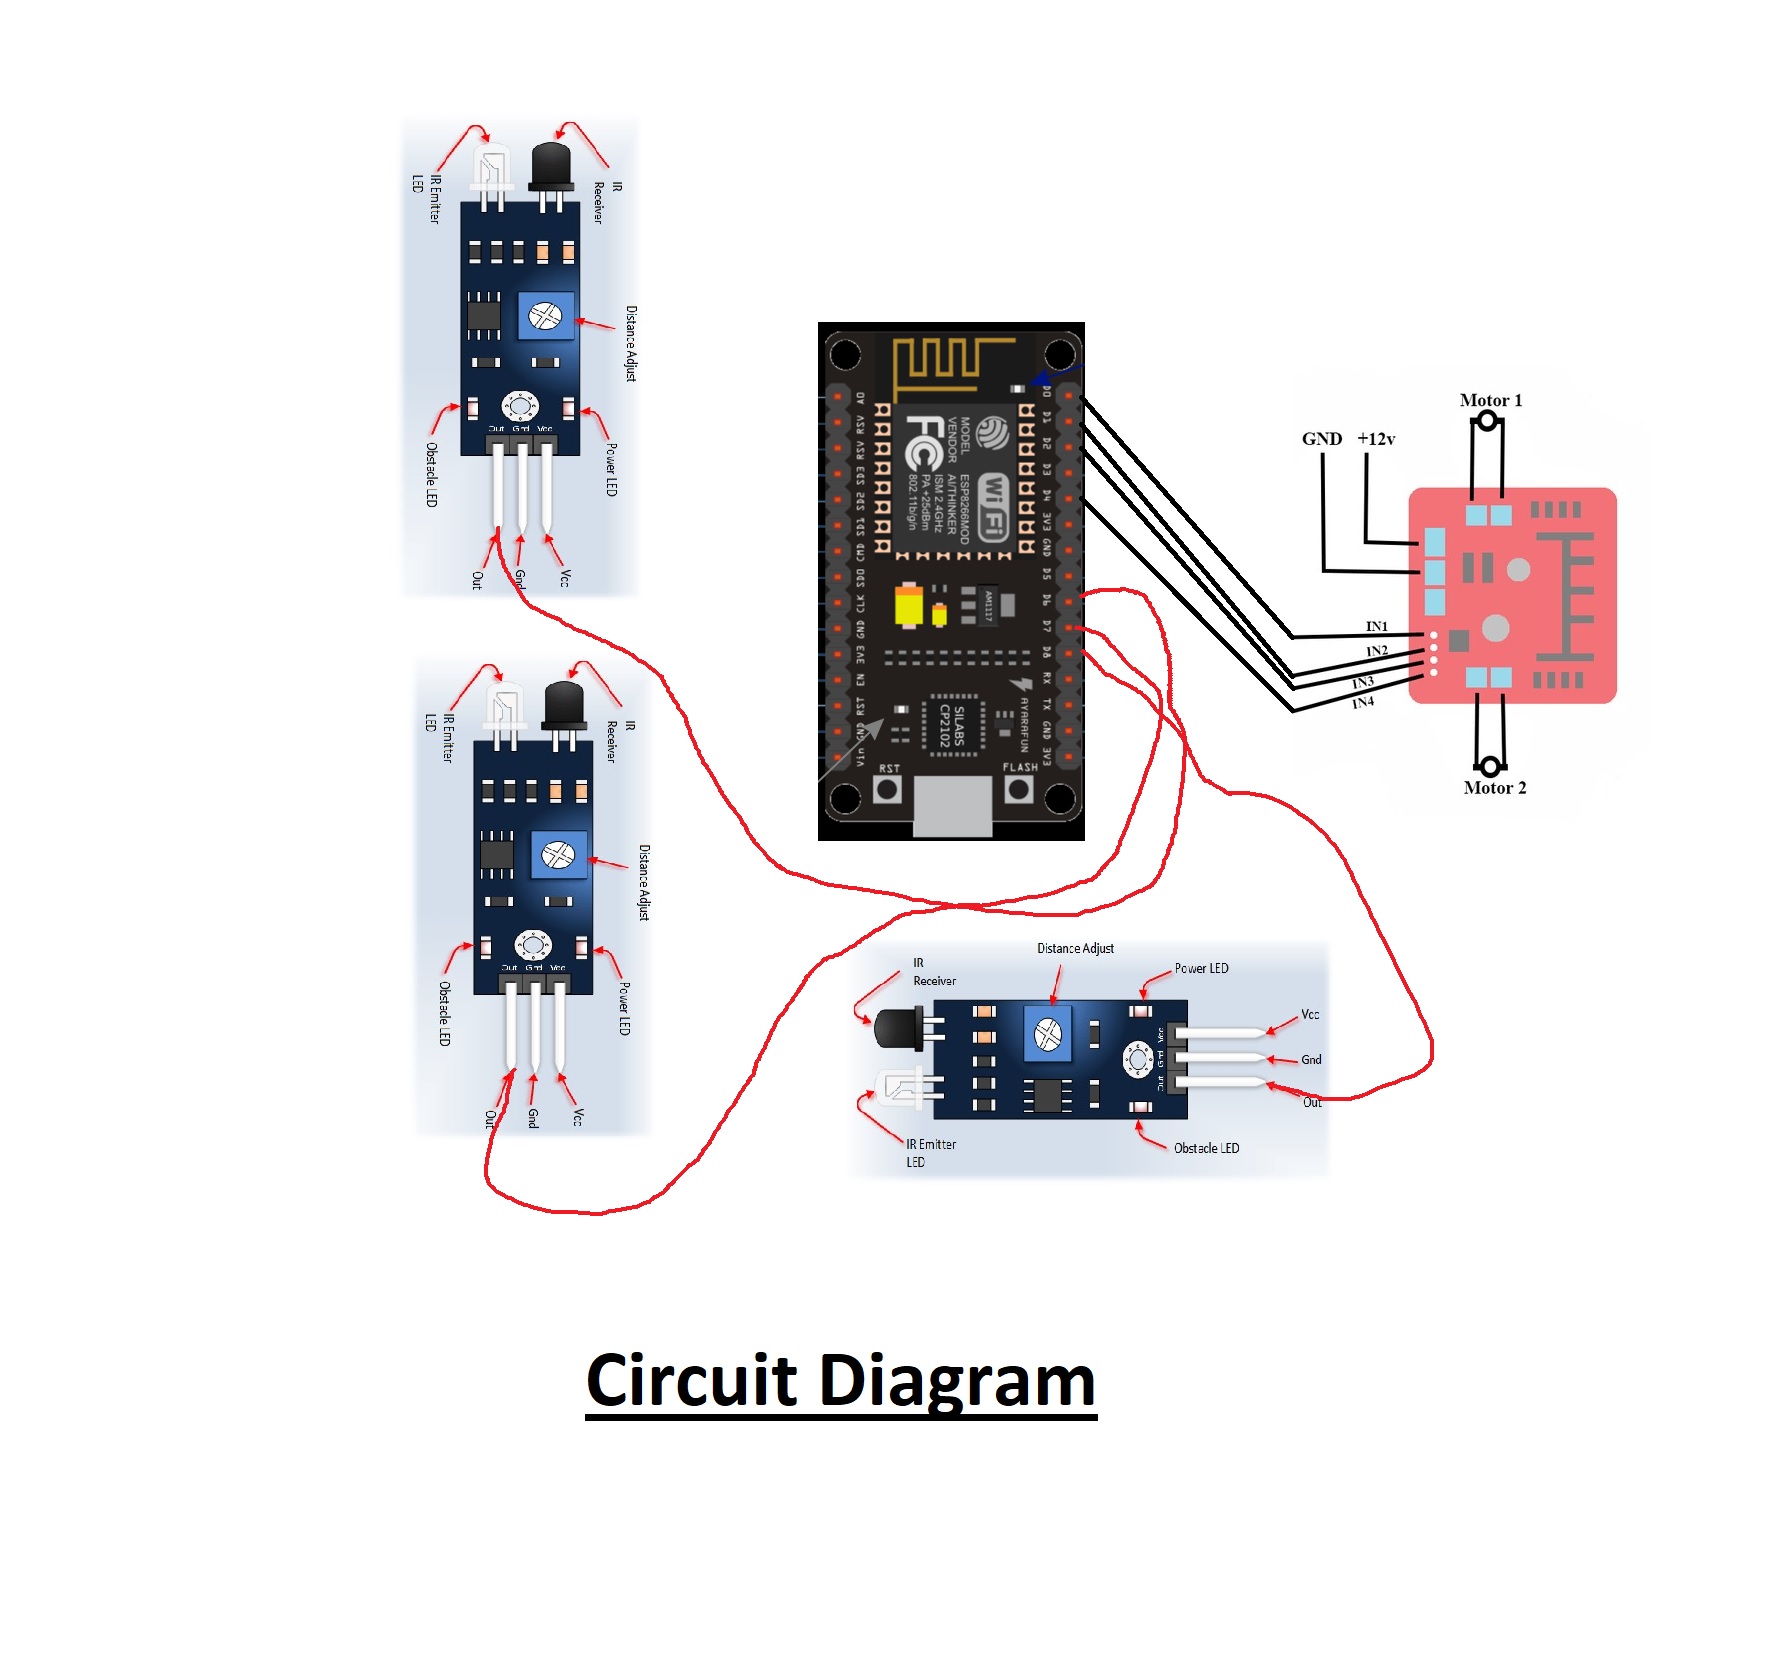 IR Emitter
LED
IR
Receiver
Distance Adjust
Out Gnd Vcc
Obstacle LED
Power LED
Out
Gnd
Vcc
IR Emitter
LED
IR
Receiver
Distance Adjust
Out Gnd Vcc
Obstacle LED
Power LED
Out
Gnd
Vcc
A0
RSV
RSV
SD3
SD2
SD1
CMD
SD0
CLK
GND
3V3
EN
RST
GND
Vin
D0
D1
D2
D3
D4
3V3
GND
D5
D6
D7
D8
RX
TX
GND
3V3
MODEL
VENDOR
ESP8266MOD
AI/THINKER
ISM 2.4GHz
PA +25dBm
802.11b/g/n
FC
Wi Fi
AM1117
SILABS
CP2102
AYARAFUN
RST
FLASH
Motor 1
GND +12v
IN1
IN2
IN3
IN4
Motor 2
Distance Adjust
IR
Receiver
Power LED
Vcc
Gnd
Out
Vcc
Gnd
Out
IR Emitter
LED
Obstacle LED
Circuit Diagram